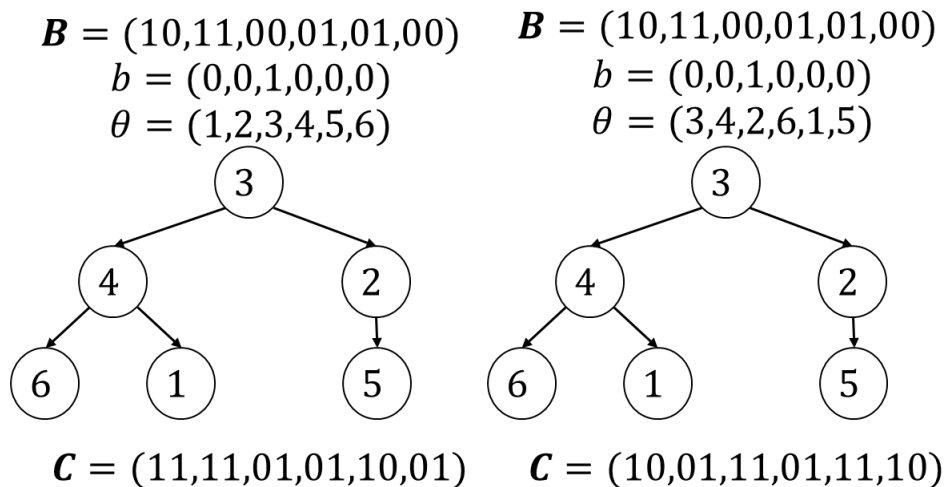 B = (10,11,00,01,01,00)
b = (0,0,1,0,0,0)
θ = (1,2,3,4,5,6)
3
4
2
6
1
5
C = (11,11,01,01,10,01)
B = (10,11,00,01,01,00)
b = (0,0,1,0,0,0)
θ = (3,4,2,6,1,5)
3
4
2
6
1
5
C = (10,01,11,01,11,10)